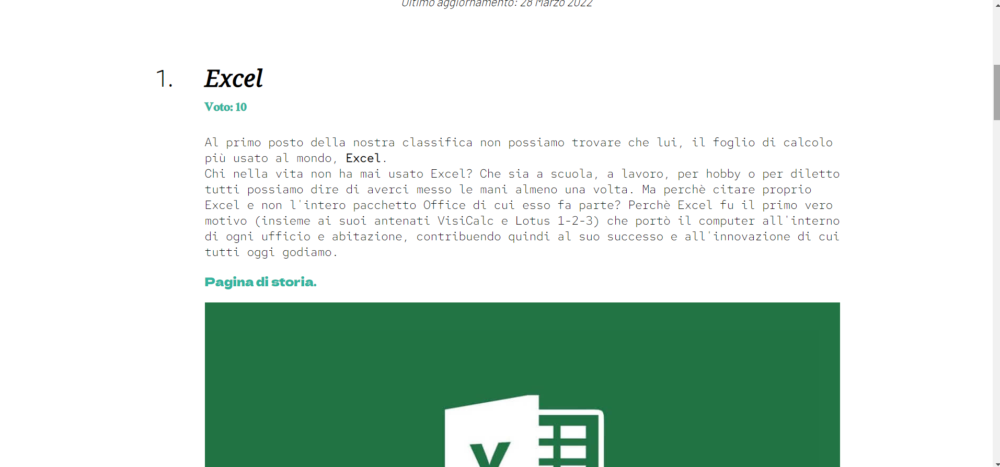 Ultimo aggiornamento: 28 Marzo 2022
1. Excel
Voto: 10
Al primo posto della nostra classifica non possiamo trovare che lui, il foglio di calcolo
più usato al mondo, Excel.
Chi nella vita non ha mai usato Excel? Che sia a scuola, a lavoro, per hobby o per diletto
tutti possiamo dire di averci messo le mani almeno una volta. Ma perchè citare proprio
Excel e non l'intero pacchetto Office di cui esso fa parte? Perchè Excel fu il primo vero
motivo (insieme ai suoi antenati VisiCalc e Lotus 1-2-3) che portò il computer all'interno
di ogni ufficio e abitazione, contribuendo quindi al suo successo e all'innovazione di cui
tutti oggi godiamo.
Pagina di storia.
X